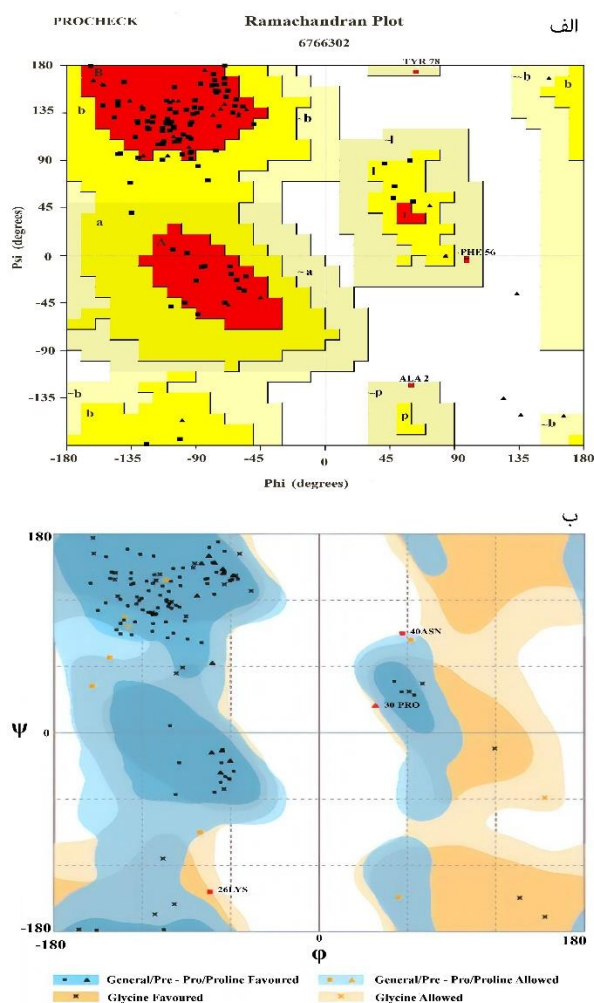 PROCHECK Ramachandran Plot الف
6766302
TYR 78
180
B ~b b
135
b b
~l
90
l
45
a L
A PHE 56
0
~a
-45
-90
ALA 2
~b ~p
-135
b p ~b
-180 -135 -90 -45 0 45 90 135 180
Psi (degrees)
Phi (degrees)
ب
180
40ASN
30 PRO
Ψ 0
26LYS
-180
-180 0 180
φ
General/Pre - Pro/Proline Favoured General/Pre - Pro/Proline Allowed
Glycine Favoured Glycine Allowed